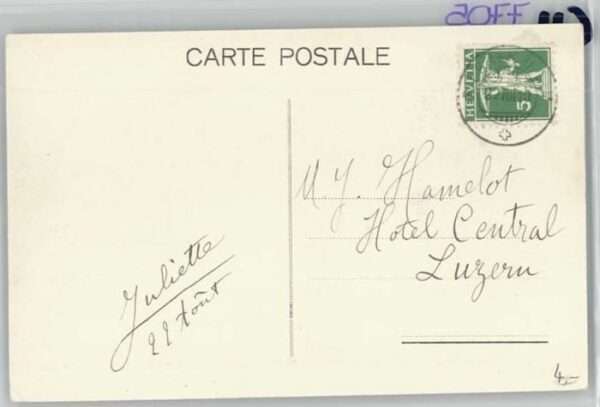 CARTE POSTALE
HELVETIA
5
M. J. Hamelot
Hotel Central
Luzern
Juliette
22 Août
4.-